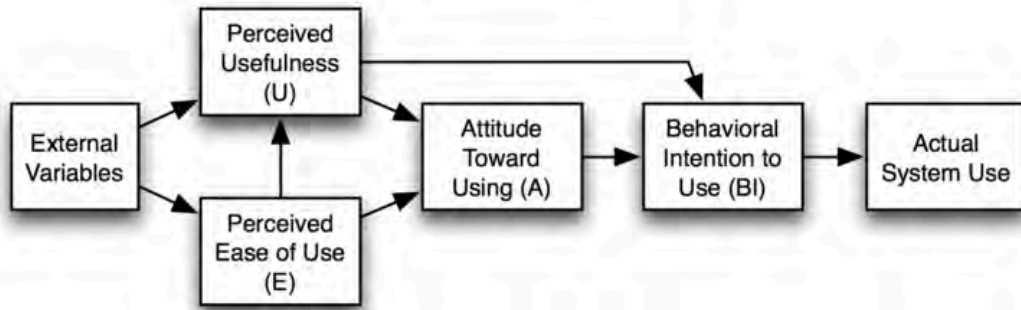 External
Variables
Perceived
Usefulness
(U)
Perceived
Ease of Use
(E)
Attitude
Toward
Using (A)
Behavioral
Intention to
Use (BI)
Actual
System Use